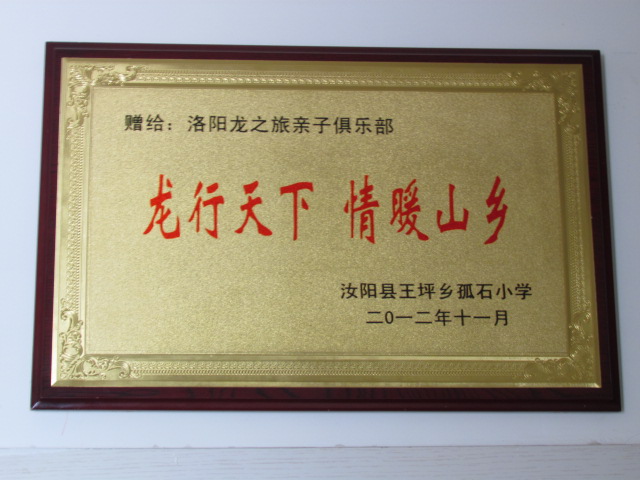 赠给：洛阳龙之旅亲子俱乐部
龙行天下 情暖山乡
汝阳县王坪乡孤石小学
二0一二年十一月